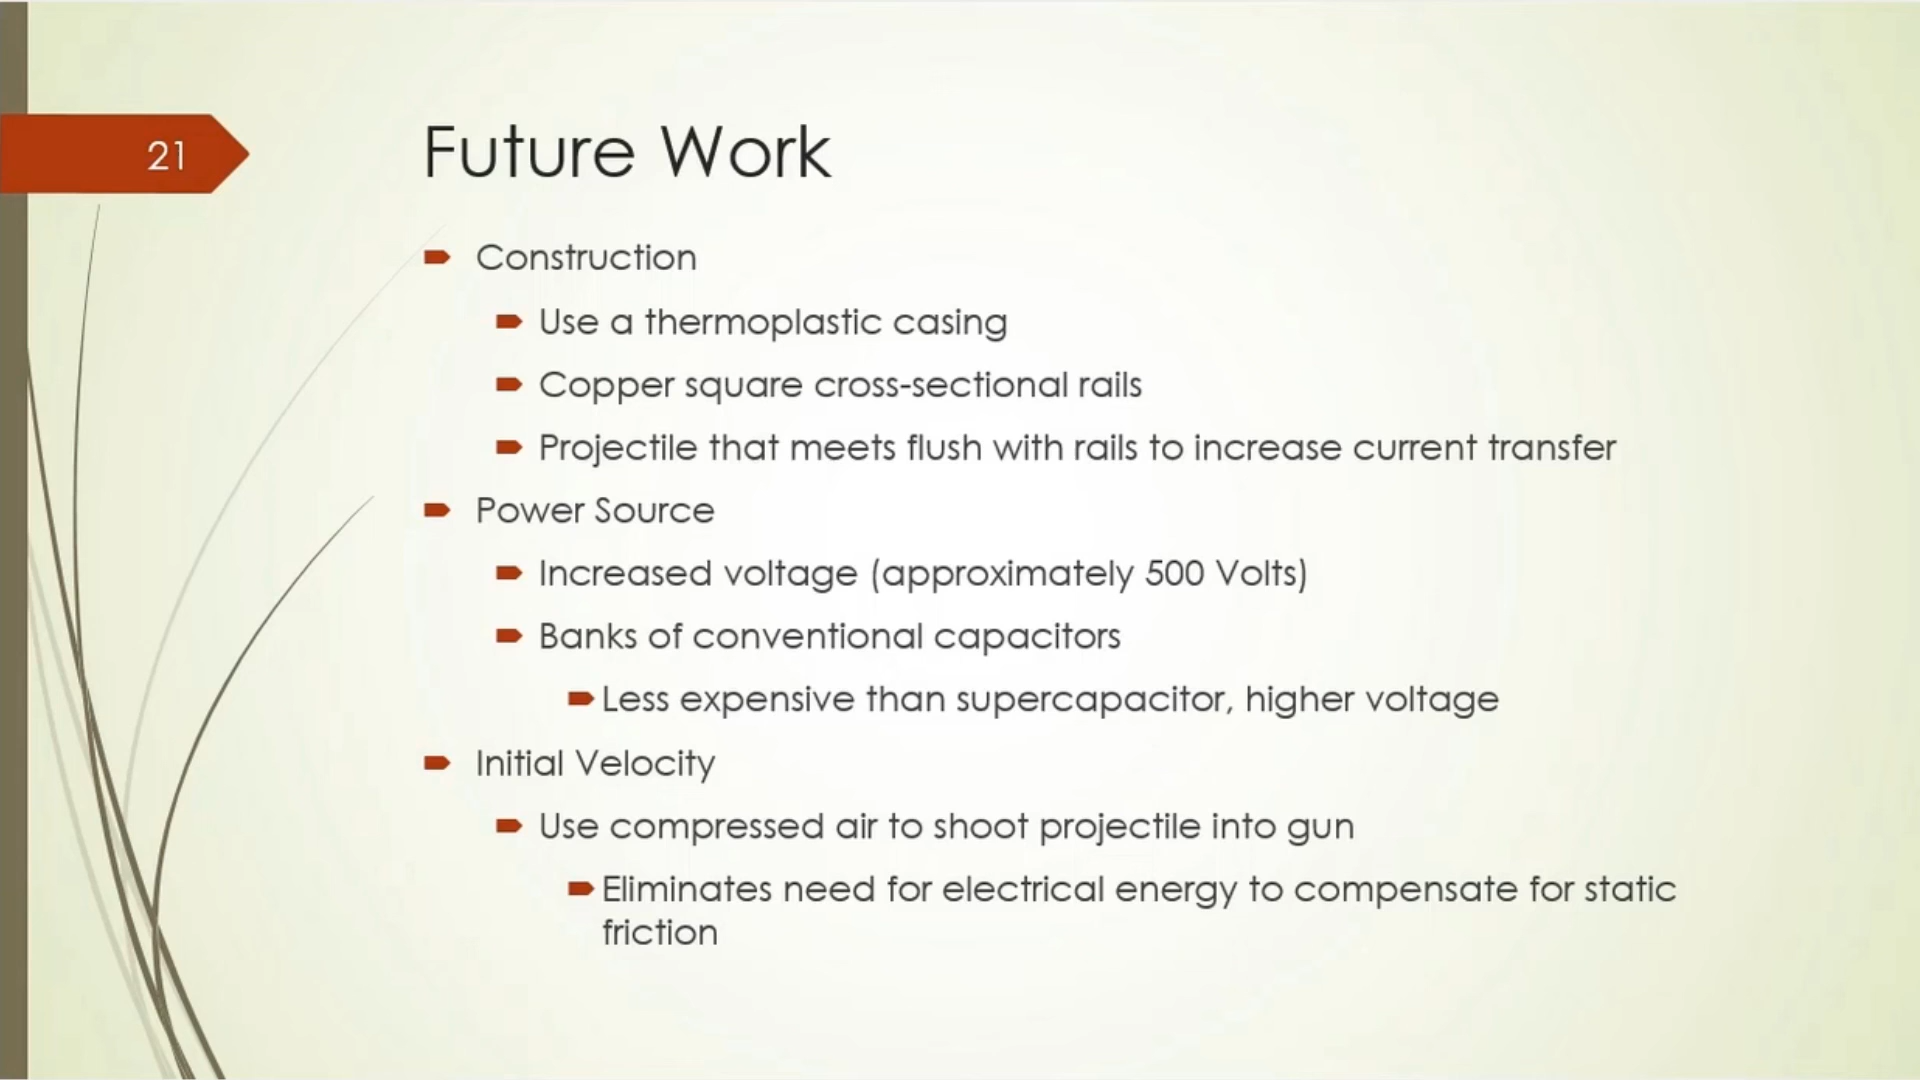 21
Future Work
Construction
Use a thermoplastic casing
Copper square cross-sectional rails
Projectile that meets flush with rails to increase current transfer
Power Source
Increased voltage (approximately 500 Volts)
Banks of conventional capacitors
Less expensive than supercapacitor, higher voltage
Initial Velocity
Use compressed air to shoot projectile into gun
Eliminates need for electrical energy to compensate for static
friction